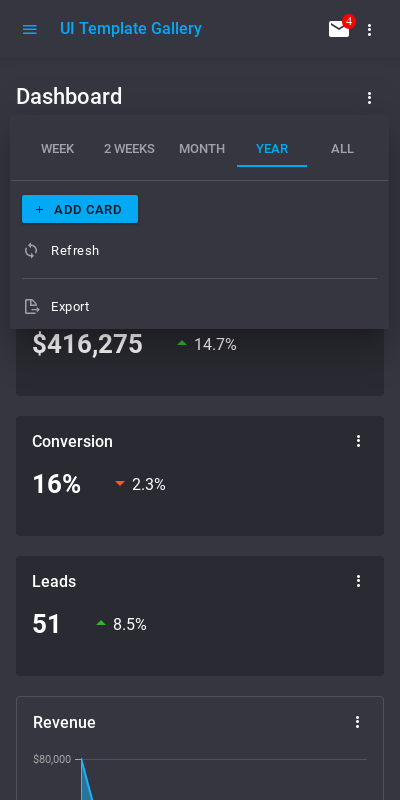 UI Template Gallery
4
Dashboard
WEEK 2 WEEKS MONTH YEAR ALL
+ ADD CARD
Refresh
Export
$416,275 14.7%
Conversion
16% 2.3%
Leads
51 8.5%
Revenue
$80,000